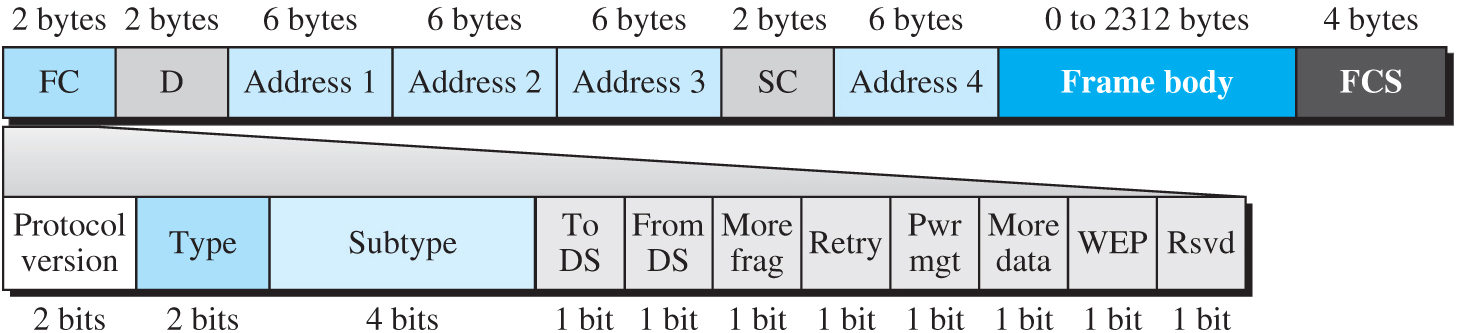 2 bytes 2 bytes 6 bytes 6 bytes 6 bytes 2 bytes 6 bytes 0 to 2312 bytes 4 bytes
FC D Address 1 Address 2 Address 3 SC Address 4 Frame body FCS
Protocol version Type Subtype To DS From DS More frag Retry Pwr mgt More data WEP Rsvd
2 bits 2 bits 4 bits 1 bit 1 bit 1 bit 1 bit 1 bit 1 bit 1 bit 1 bit